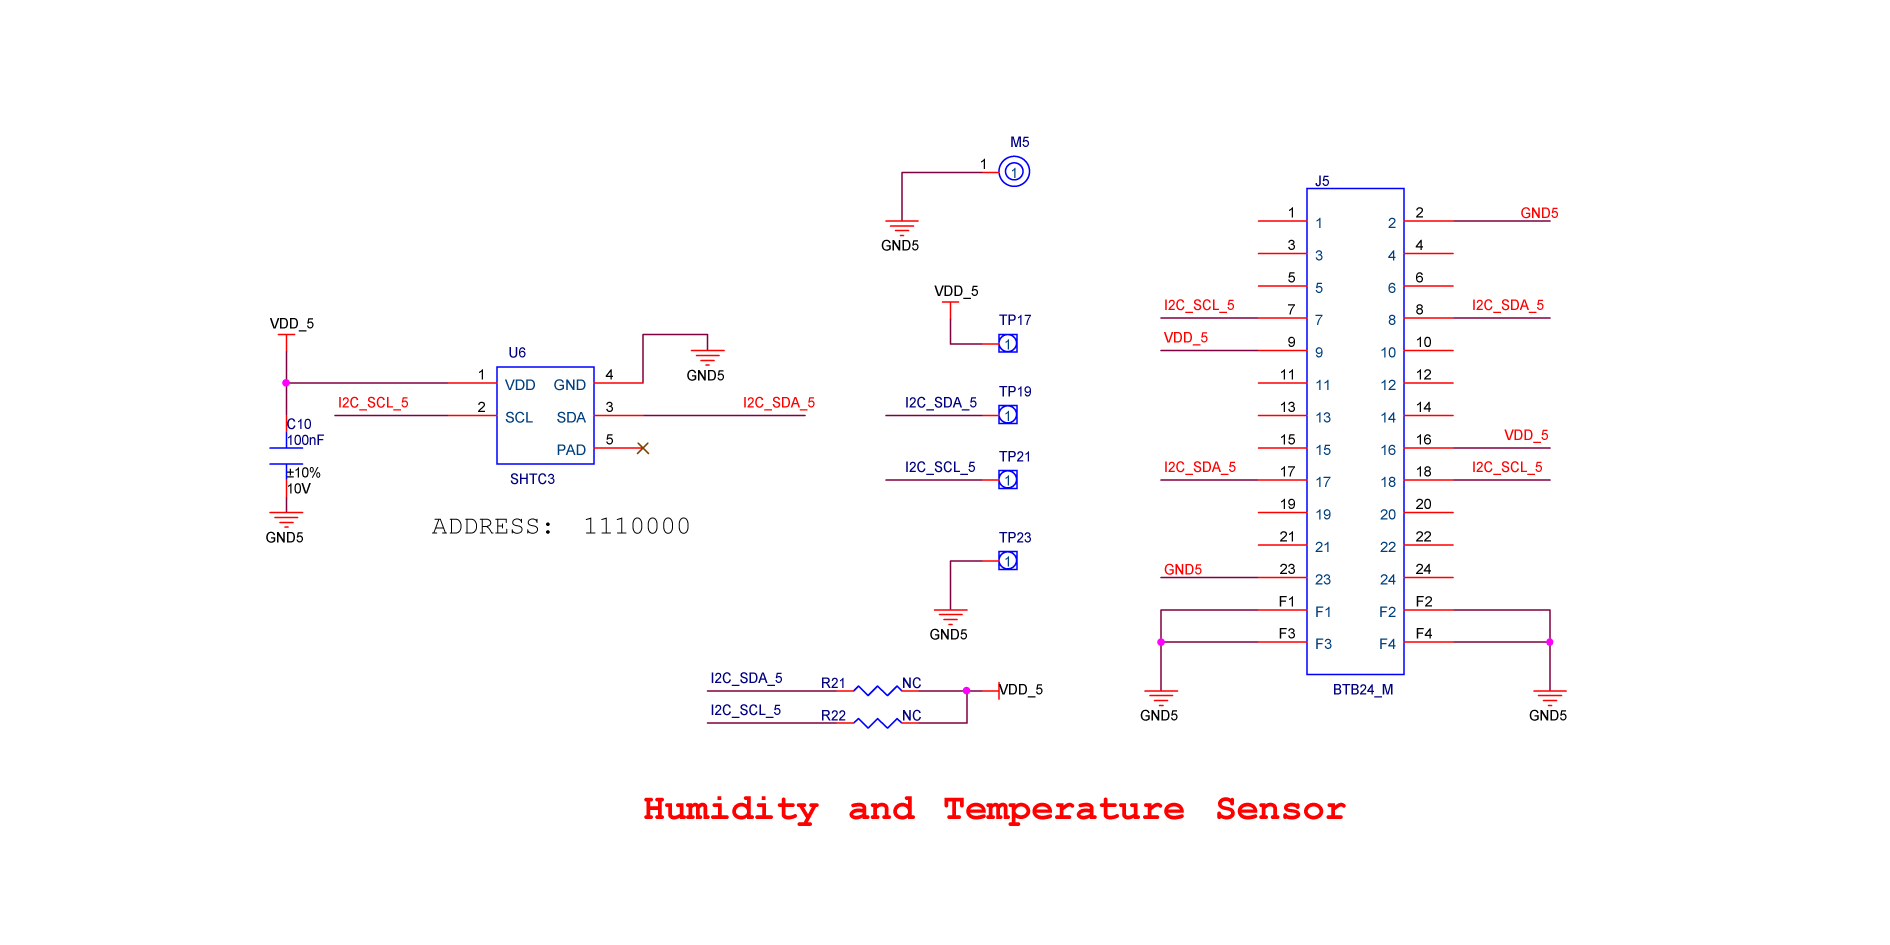 M5
1
1
GND5
VDD_5
TP17
1
I2C_SDA_5
TP19
1
I2C_SCL_5
TP21
1
TP23
1
GND5
VDD_5
C10
100nF
±10%
10V
GND5
U6
1
VDD
GND
4
GND5
I2C_SCL_5
2
SCL
SDA
3
I2C_SDA_5
PAD
5
SHTC3
ADDRESS: 1110000
I2C_SDA_5
R21
NC
VDD_5
I2C_SCL_5
R22
NC
J5
1 1 2 2 GND5
3 3 4 4
5 5 6 6
I2C_SCL_5 7 7 8 8 I2C_SDA_5
VDD_5 9 9 10 10
11 11 12 12
13 13 14 14
15 15 16 16 VDD_5
I2C_SDA_5 17 17 18 18 I2C_SCL_5
19 19 20 20
21 21 22 22
GND5 23 23 24 24
F1 F1 F2 F2
F3 F3 F4 F4
BTB24_M
GND5
GND5
Humidity and Temperature Sensor